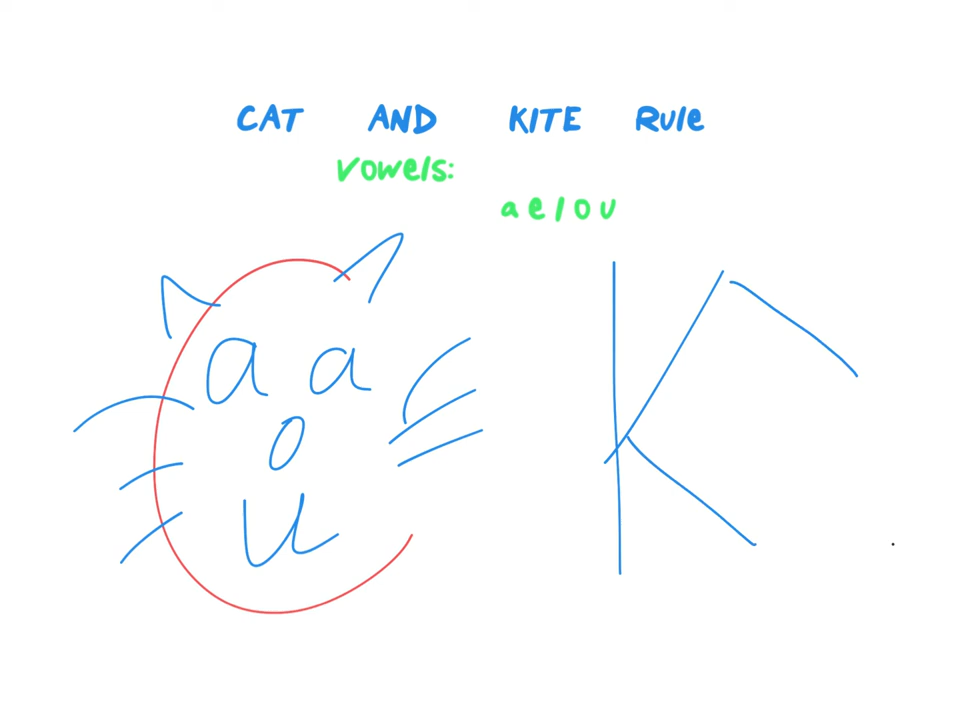 CAT AND KITE Rule
Vowels:
a e i o u
a a
o
u
K